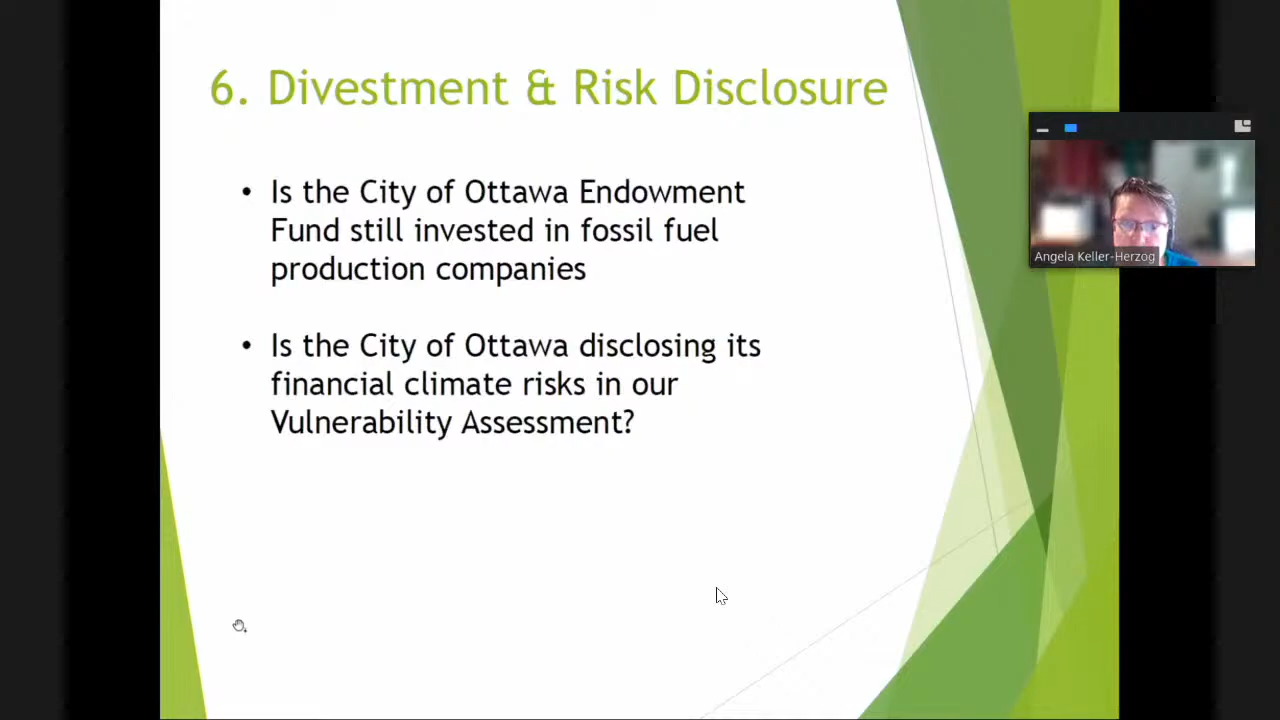 6. Divestment & Risk Disclosure
• Is the City of Ottawa Endowment
Fund still invested in fossil fuel
production companies
• Is the City of Ottawa disclosing its
financial climate risks in our
Vulnerability Assessment?
Angela Keller-Herzog